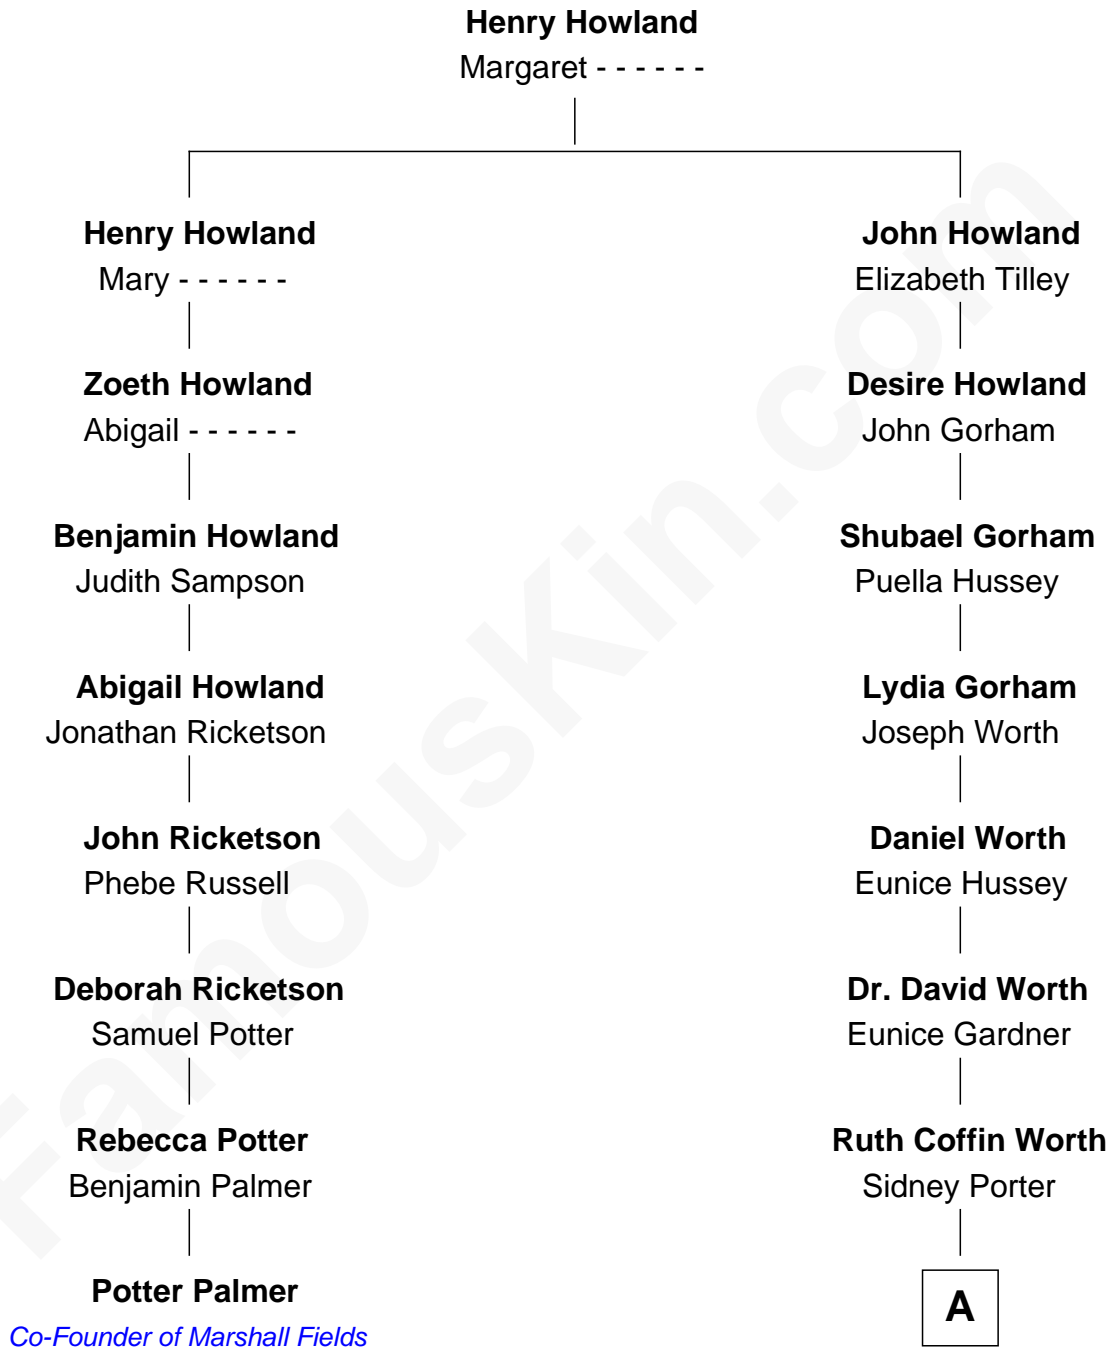 Henry Howland
Margaret - - - - - -
Henry Howland
Mary - - - - - -
John Howland
Elizabeth Tilley
Zoeth Howland
Abigail - - - - - -
Desire Howland
John Gorham
Benjamin Howland
Judith Sampson
Shubael Gorham
Puella Hussey
Abigail Howland
Jonathan Ricketson
Lydia Gorham
Joseph Worth
John Ricketson
Phebe Russell
Daniel Worth
Eunice Hussey
Deborah Ricketson
Samuel Potter
Dr. David Worth
Eunice Gardner
Rebecca Potter
Benjamin Palmer
Ruth Coffin Worth
Sidney Porter
Potter Palmer
Co-Founder of Marshall Fields
A
FamousKin.com